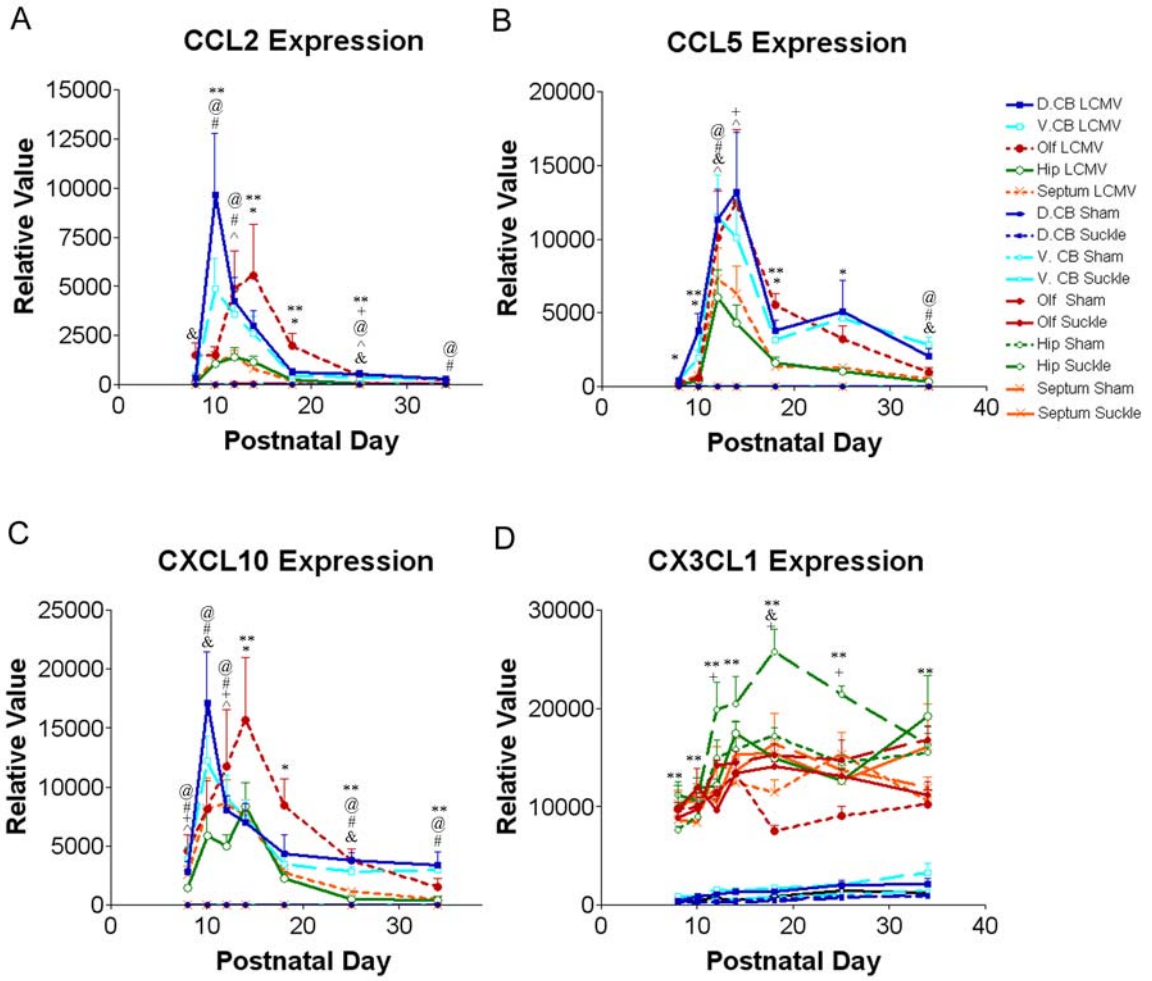 A
CCL2 Expression
15000
12500
10000
7500
5000
2500
0
Relative Value
**
@
#
&
@
#
^
**
*
**
*
**
+
@
^
&
@
#
0 10 20 30
Postnatal Day
B
CCL5 Expression
20000
15000
10000
5000
0
Relative Value
*
**
*
@
#
&
^
+
^
**
*
*
@
#
&
0 10 20 30 40
Postnatal Day
D.CB LCMV
V.CB LCMV
Olf LCMV
Hip LCMV
Septum LCMV
D.CB Sham
D.CB Suckle
V. CB Sham
V. CB Suckle
Olf Sham
Olf Suckle
Hip Sham
Hip Suckle
Septum Sham
Septum Suckle
C
CXCL10 Expression
25000
20000
15000
10000
5000
0
Relative Value
@
#
+
^
@
#
&
@
#
+
^
**
*
*
**
@
#
&
**
@
#
0 10 20 30
Postnatal Day
D
CX3CL1 Expression
30000
20000
10000
0
Relative Value
**
**
**
+
**
**
&
+
**
+
**
0 10 20 30 40
Postnatal Day